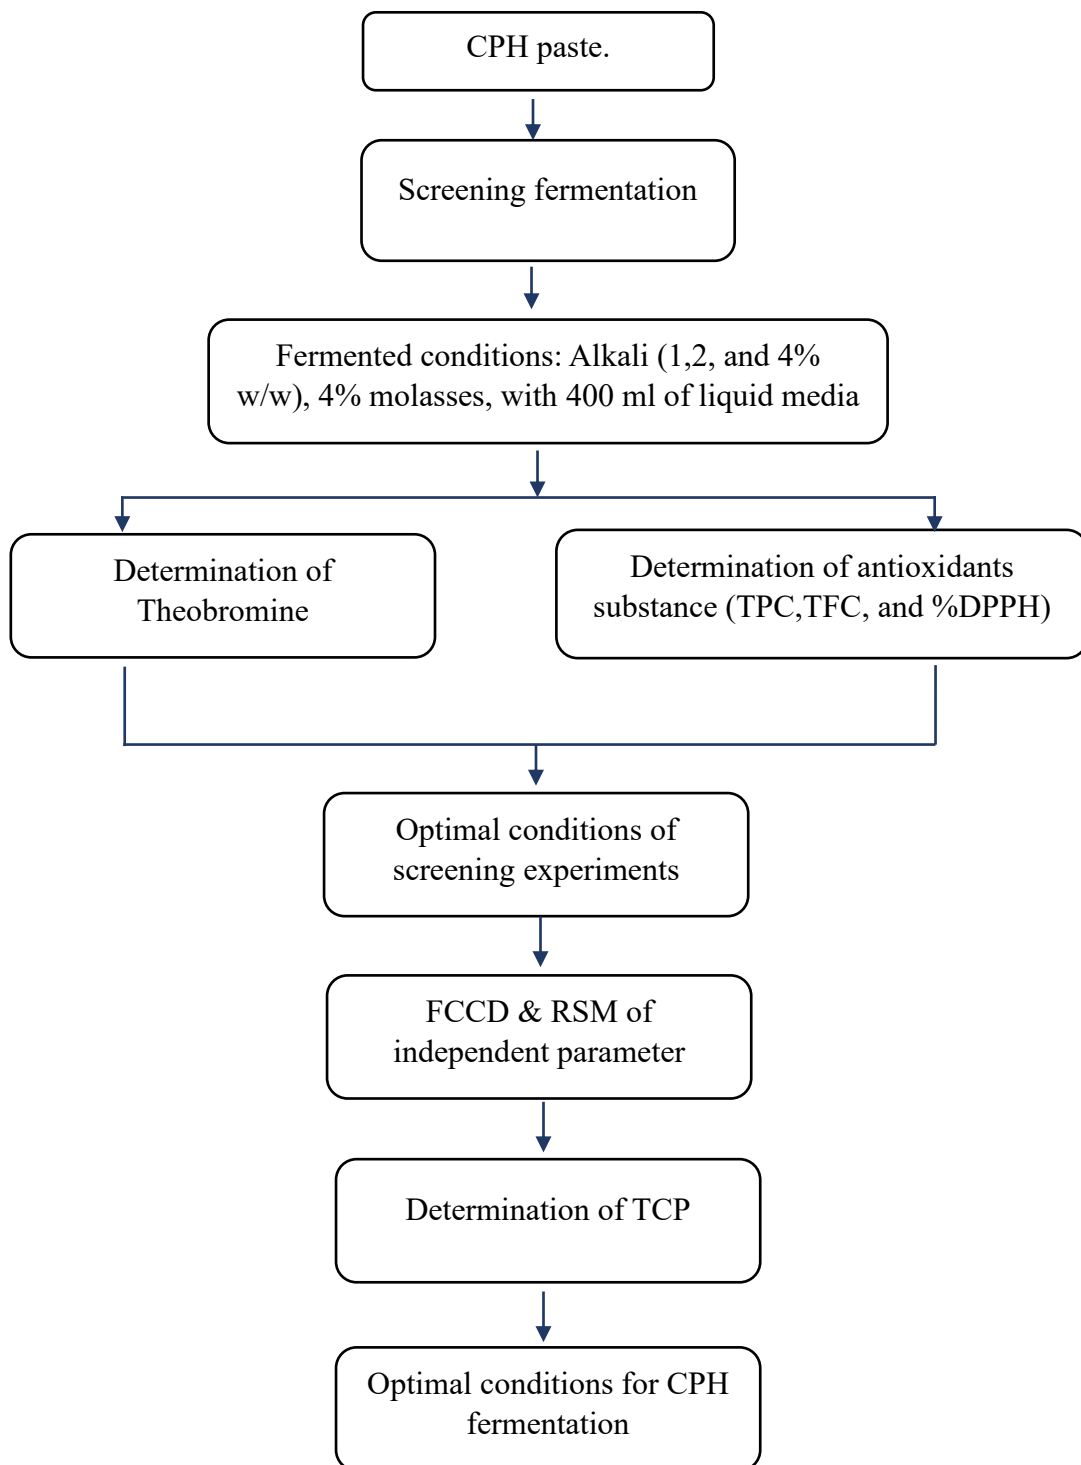 CPH paste.
Screening fermentation
Fermented conditions: Alkali (1,2, and 4%
w/w), 4% molasses, with 400 ml of liquid media
Determination of
Theobromine
Determination of antioxidants
substance (TPC,TFC, and %DPPH)
Optimal conditions of
screening experiments
FCCD & RSM of
independent parameter
Determination of TCP
Optimal conditions for CPH
fermentation